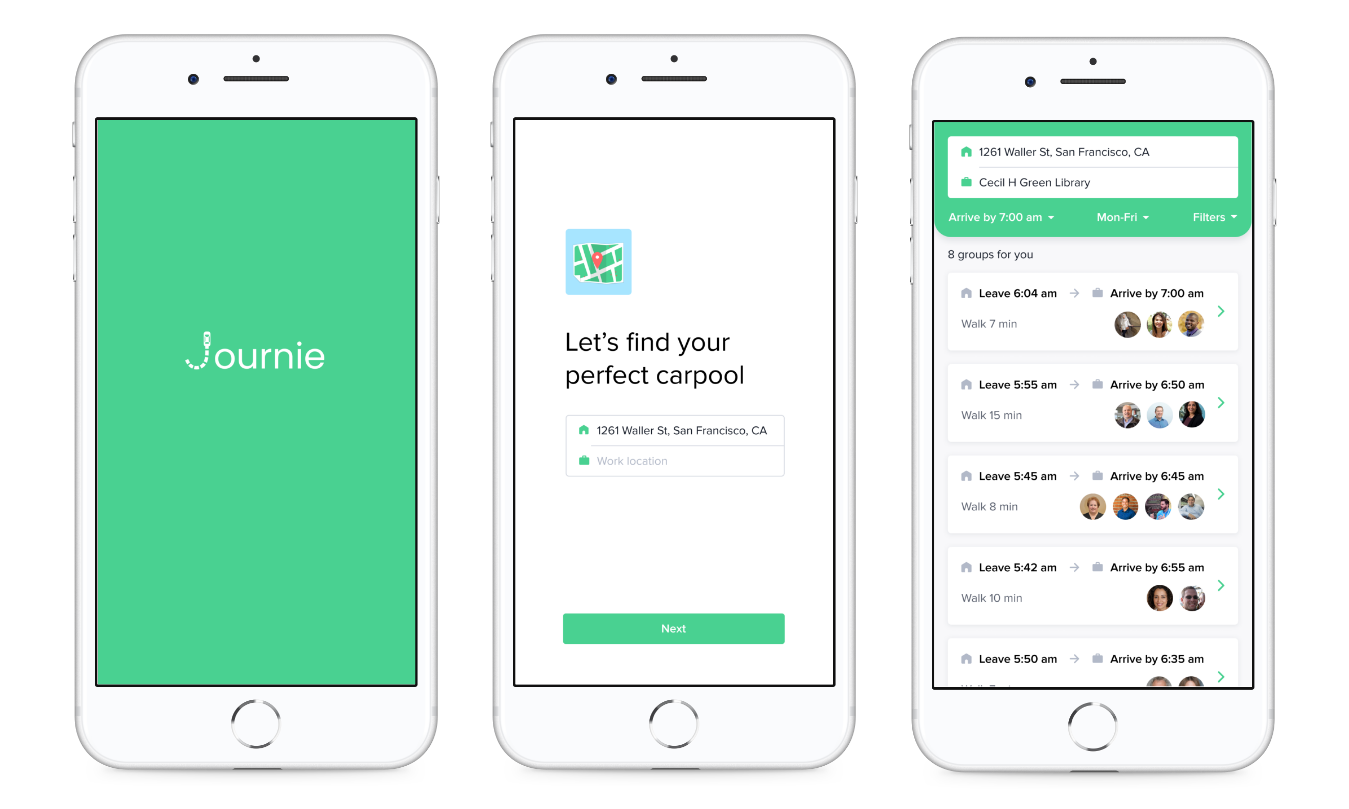 Journie
Let’s find your
perfect carpool
1261 Waller St, San Francisco, CA
Work location
Next
1261 Waller St, San Francisco, CA
Cecil H Green Library
Arrive by 7:00 am Mon-Fri Filters
8 groups for you
Leave 6:04 am → Arrive by 7:00 am
Walk 7 min
Leave 5:55 am → Arrive by 6:50 am
Walk 15 min
Leave 5:45 am → Arrive by 6:45 am
Walk 8 min
Leave 5:42 am → Arrive by 6:55 am
Walk 10 min
Leave 5:50 am → Arrive by 6:35 am